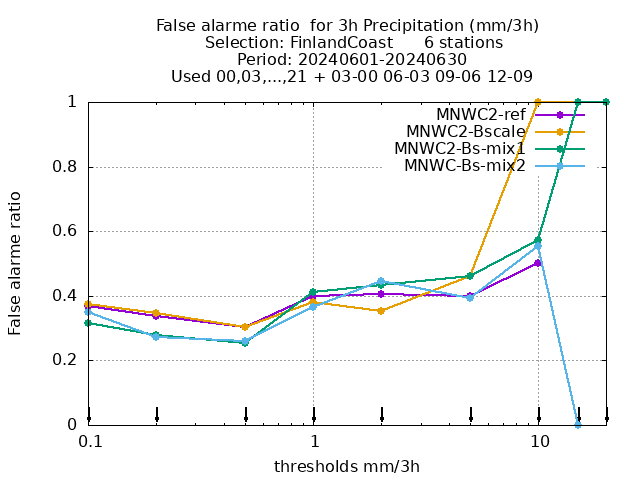 False alarme ratio  for 3h Precipitation (mm/3h)
Selection: FinlandCoast      6 stations
Period: 20240601-20240630
Used 00,03,...,21 + 03-00 06-03 09-06 12-09
1
0.8
0.6
0.4
0.2
0
False alarme ratio
MNWC2-ref
MNWC2-Bscale
MNWC2-Bs-mix1
MNWC-Bs-mix2
0.1
1
10
thresholds mm/3h